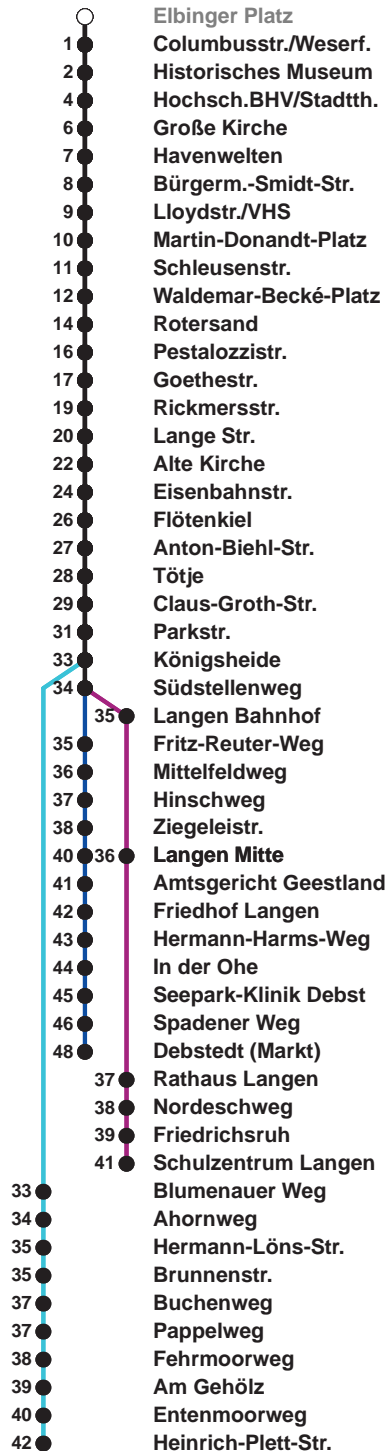 Elbinger Platz
1 Columbusstr./Weserf.
2 Historisches Museum
4 Hochsch.BHV/Stadtth.
6 Große Kirche
7 Havenwelten
8 Bürgerm.-Smidt-Str.
9 Lloydstr./VHS
10 Martin-Donandt-Platz
11 Schleusenstr.
12 Waldemar-Becké-Platz
14 Rotersand
16 Pestalozzistr.
17 Goethestr.
19 Rickmersstr.
20 Lange Str.
22 Alte Kirche
24 Eisenbahnstr.
26 Flötenkiel
27 Anton-Biehl-Str.
28 Tötje
29 Claus-Groth-Str.
31 Parkstr.
33 Königsheide
34 Südstellenweg
35 Langen Bahnhof
35 Fritz-Reuter-Weg
36 Mittelfeldweg
37 Hinschweg
38 Ziegeleistr.
40 36 Langen Mitte
41 Amtsgericht Geestland
42 Friedhof Langen
43 Hermann-Harms-Weg
44 In der Ohe
45 Seepark-Klinik Debst
46 Spadener Weg
48 Debstedt (Markt)
37 Rathaus Langen
38 Nordeschweg
39 Friedrichsruh
41 Schulzentrum Langen
33 Blumenauer Weg
34 Ahornweg
35 Hermann-Löns-Str.
35 Brunnenstr.
37 Buchenweg
37 Pappelweg
38 Fehrmoorweg
39 Am Gehölz
40 Entenmoorweg
42 Heinrich-Plett-Str.